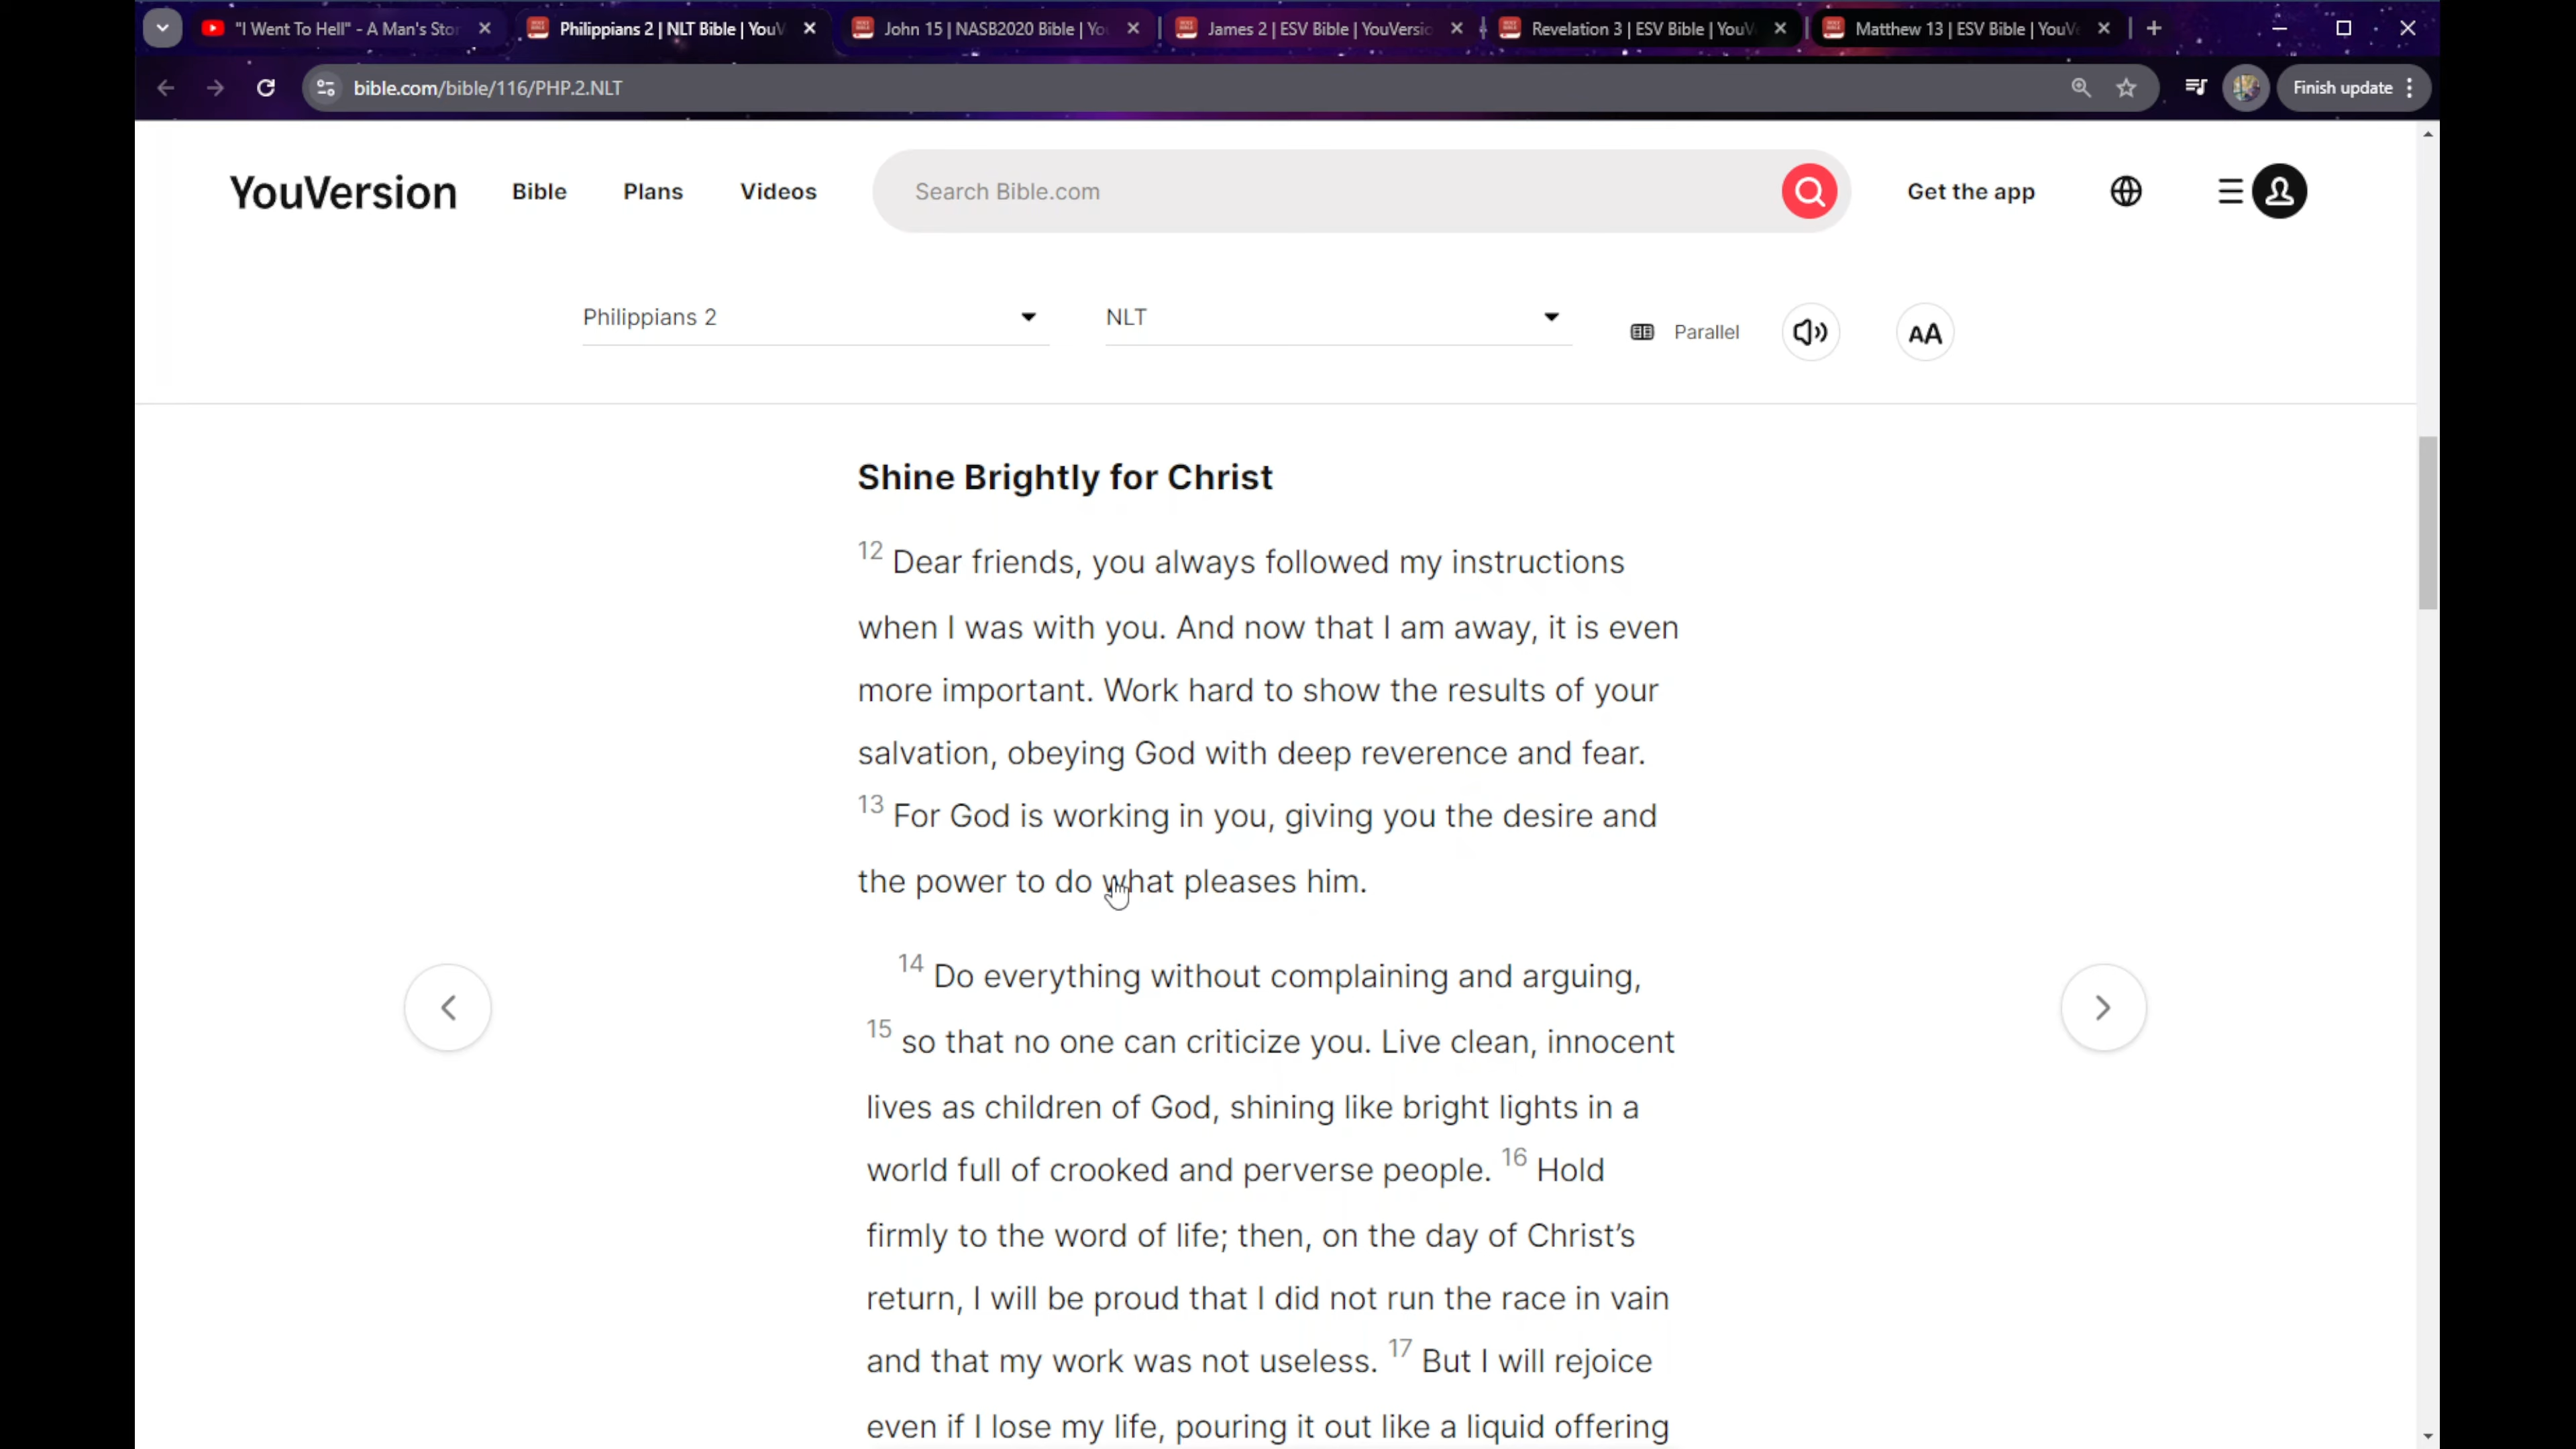 "I Went To Hell" - A Man's Stor
Philippians 2 | NLT Bible | YouV
John 15 | NASB2020 Bible | Yo
James 2 | ESV Bible | YouVersic
Revelation 3 | ESV Bible | YouV
Matthew 13 | ESV Bible | YouVe
bible.com/bible/116/PHP.2.NLT
Finish update
YouVersion
Bible
Plans
Videos
Search Bible.com
Get the app
Philippians 2
NLT
Parallel
AA
Shine Brightly for Christ
12 Dear friends, you always followed my instructions
when I was with you. And now that I am away, it is even
more important. Work hard to show the results of your
salvation, obeying God with deep reverence and fear.
13 For God is working in you, giving you the desire and
the power to do what pleases him.
14 Do everything without complaining and arguing,
15 so that no one can criticize you. Live clean, innocent
lives as children of God, shining like bright lights in a
world full of crooked and perverse people. 16 Hold
firmly to the word of life; then, on the day of Christ's
return, I will be proud that I did not run the race in vain
and that my work was not useless. 17 But I will rejoice
even if I lose my life, pouring it out like a liquid offering